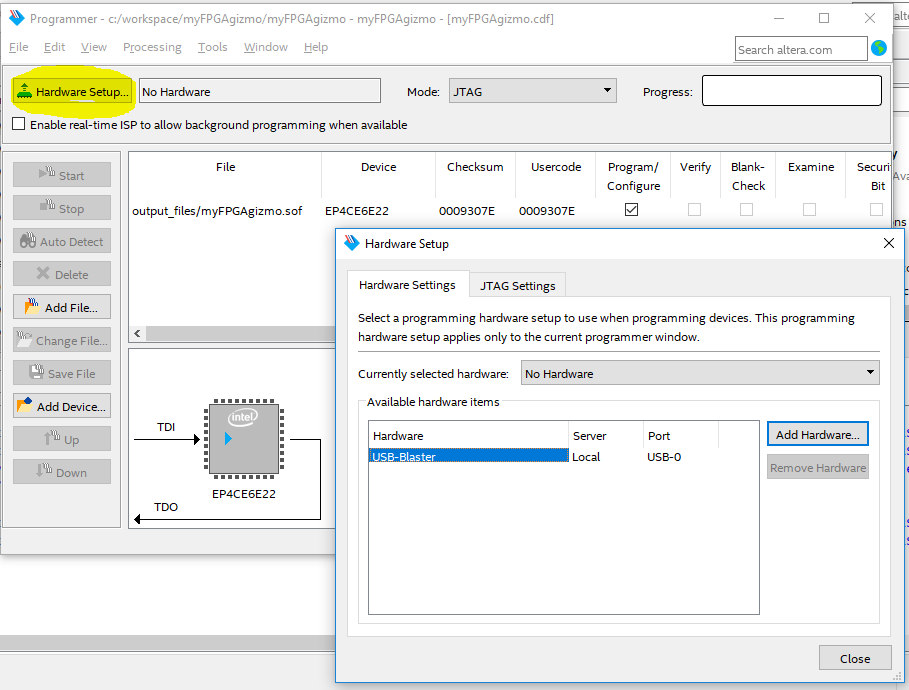 Programmer - c:/workspace/myFPGAgizmo/myFPGAgizmo - myFPGAgizmo - [myFPGAgizmo.cdf]
File Edit View Processing Tools Window Help
Search altera.com
Hardware Setup... No Hardware Mode: JTAG Progress:
Enable real-time ISP to allow background programming when available
Start
Stop
Auto Detect
Delete
Add File...
Change File...
Save File
Add Device...
Up
Down
File Device Checksum Usercode Program/ Verify Blank- Examine Securi
Configure Check Bit
output_files/myFPGAgizmo.sof EP4CE6E22 0009307E 0009307E
<
TDI
intel
EP4CE6E22
TDO
Hardware Setup
Hardware Settings JTAG Settings
Select a programming hardware setup to use when programming devices. This programming
hardware setup applies only to the current programmer window.
Currently selected hardware: No Hardware
Available hardware items
Hardware Server Port
USB-Blaster Local USB-0
Add Hardware...
Remove Hardware
Close